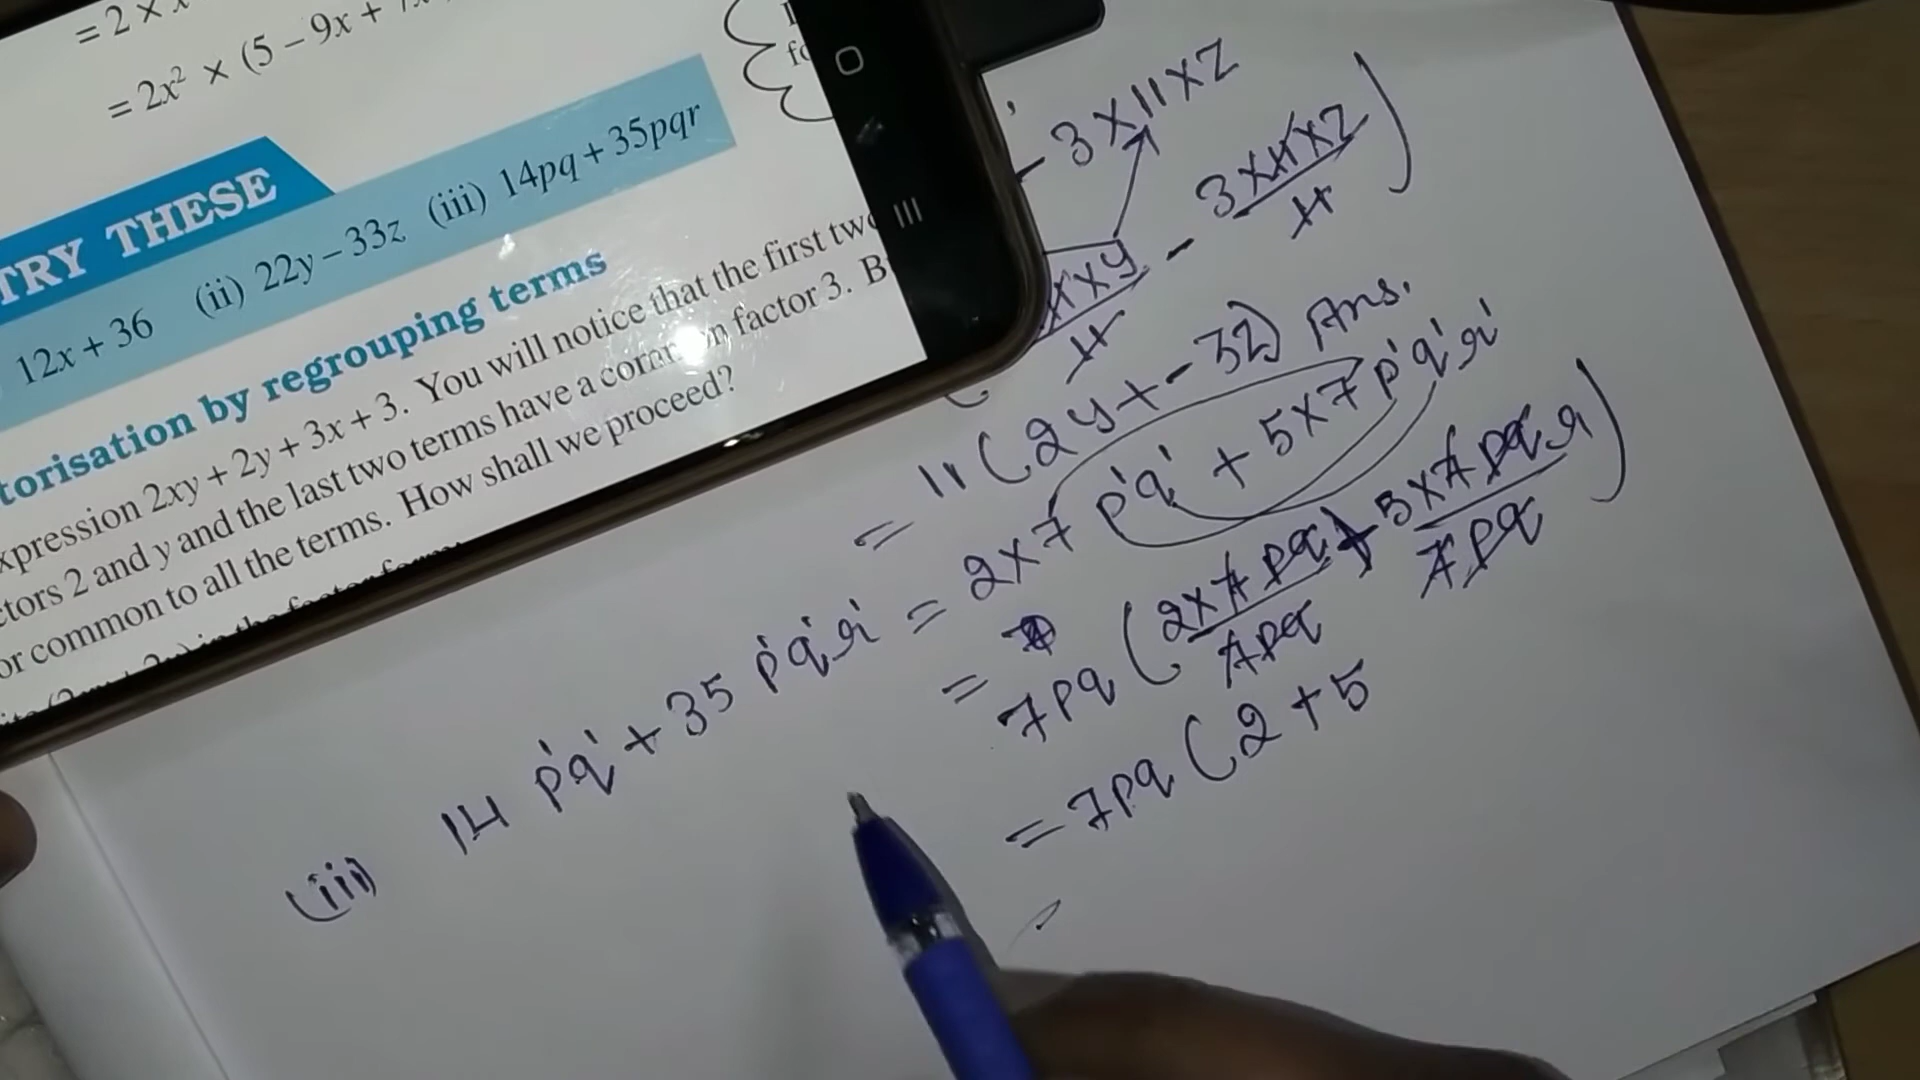 = 2 ×
= 2x² × (5 – 9x +
TRY THESE
12x + 36 (ii) 22y – 33z (iii) 14pq + 35pqr
torisation by regrouping terms
xpression 2xy + 2y + 3x + 3. You will notice that the first two
ctors 2 and y and the last two terms have a common factor 3. B
or common to all the terms. How shall we proceed?
- 3×11×z
- 3×11×z / 11 )
×y / 11
= 11 (2y + - 3z) Ans.
(iii) 14 pq + 35 pqr = 2×7 pq + 5×7 pqr
= 7pq ( 2×7pq / 7pq + 5×7pqr / 7pq )
= 7pq ( 2 + 5